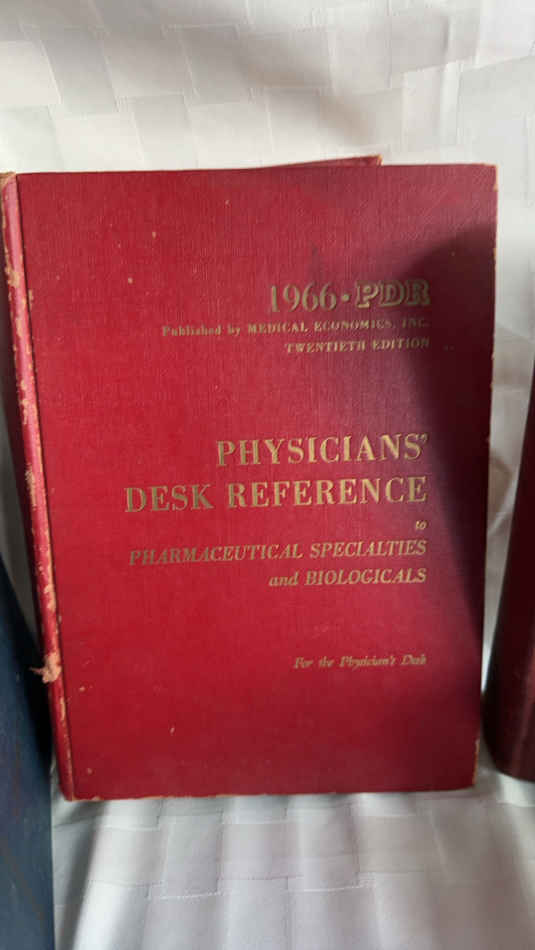 1966 • PDR
Published by MEDICAL ECONOMICS, INC.
TWENTIETH EDITION
PHYSICIANS'
DESK REFERENCE
to
PHARMACEUTICAL SPECIALTIES
and BIOLOGICALS
For the Physician's Desk